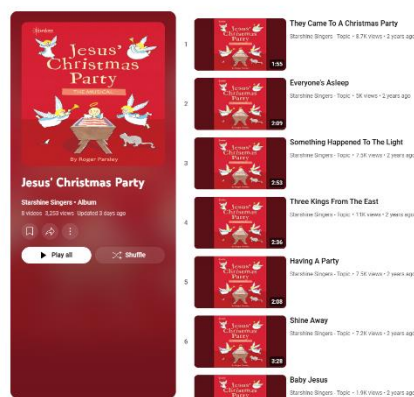 Jesus'
Christmas
Party
THE MUSICAL
By Roger Parsley
Jesus' Christmas Party
Starshine Singers • Album
8 videos 3,253 views Updated 3 days ago
Play all
Shuffle
1
1:55
They Came To A Christmas Party
Starshine Singers - Topic • 8.7K views • 2 years ago
2
2:09
Everyone's Asleep
Starshine Singers - Topic • 5K views • 2 years ago
3
2:53
Something Happened To The Light
Starshine Singers - Topic • 7.5K views • 2 years ago
4
2:36
Three Kings From The East
Starshine Singers - Topic • 11K views • 2 years ago
5
2:08
Having A Party
Starshine Singers - Topic • 7.5K views • 2 years ago
6
3:28
Shine Away
Starshine Singers - Topic • 7.2K views • 2 years ago
Baby Jesus
Starshine Singers - Topic • 1.9K views • 2 years ago